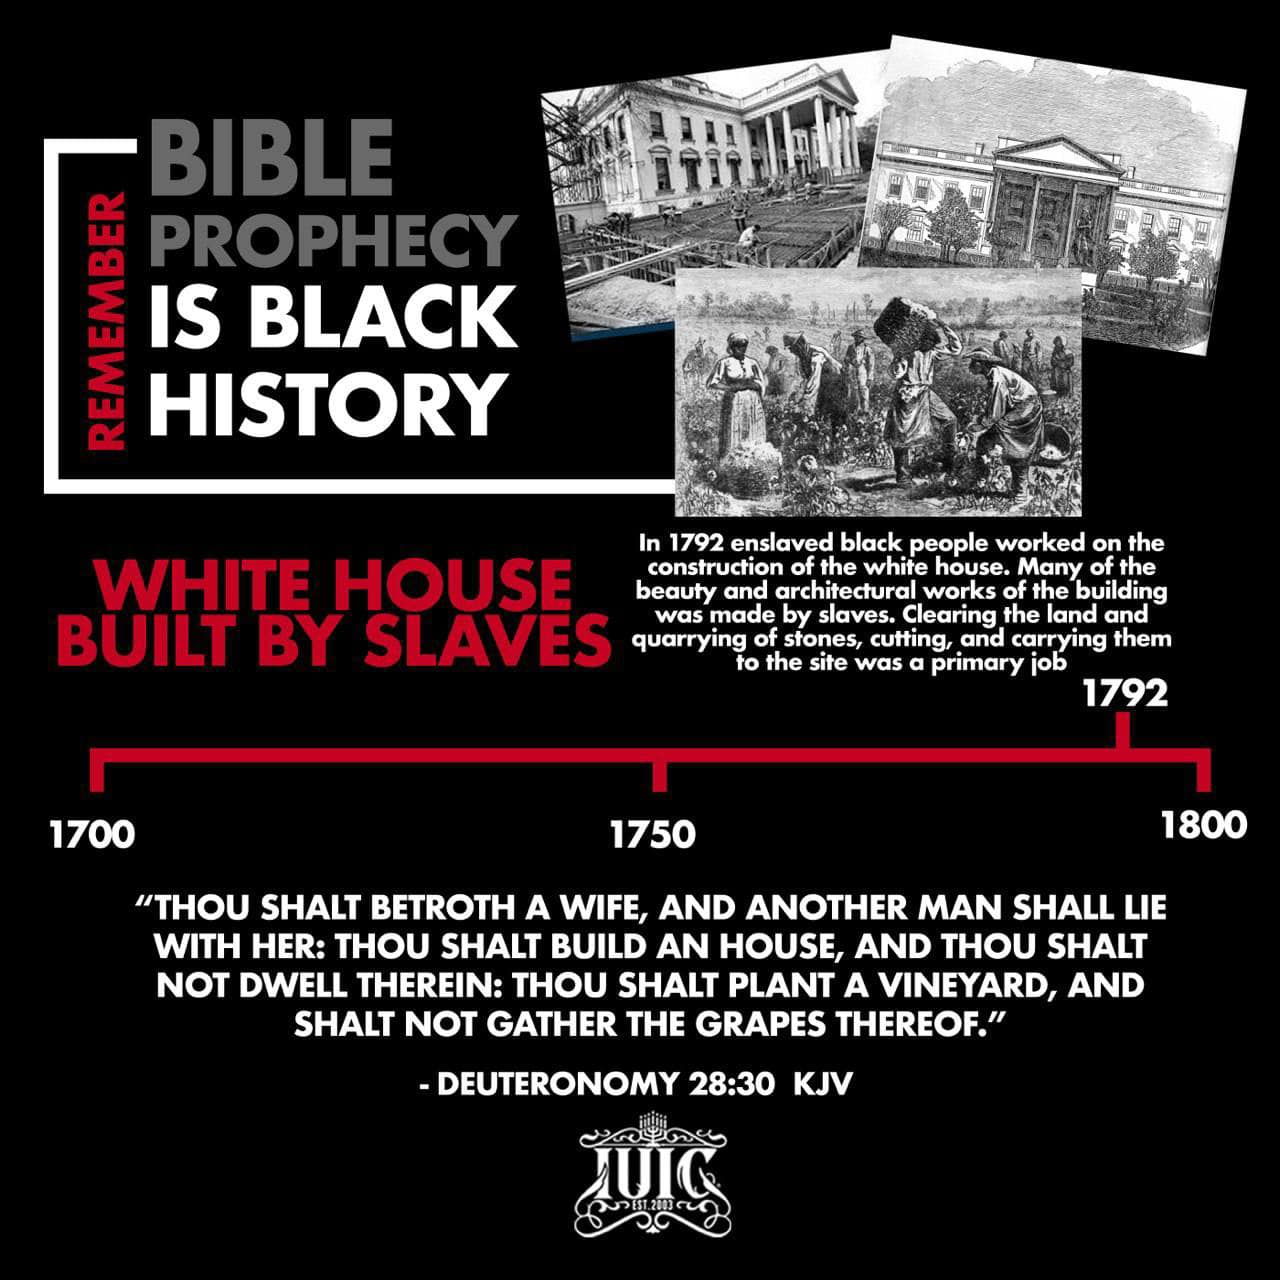 REMEMBER
BIBLE
PROPHECY
IS BLACK
HISTORY
WHITE HOUSE
BUILT BY SLAVES
In 1792 enslaved black people worked on the
construction of the white house. Many of the
beauty and architectural works of the building
was made by slaves. Clearing the land and
quarrying of stones, cutting, and carrying them
to the site was a primary job
1792
1700
1750
1800
“THOU SHALT BETROTH A WIFE, AND ANOTHER MAN SHALL LIE
WITH HER: THOU SHALT BUILD AN HOUSE, AND THOU SHALT
NOT DWELL THEREIN: THOU SHALT PLANT A VINEYARD, AND
SHALT NOT GATHER THE GRAPES THEREOF.”
- DEUTERONOMY 28:30 KJV
IUIC
EST. 2003